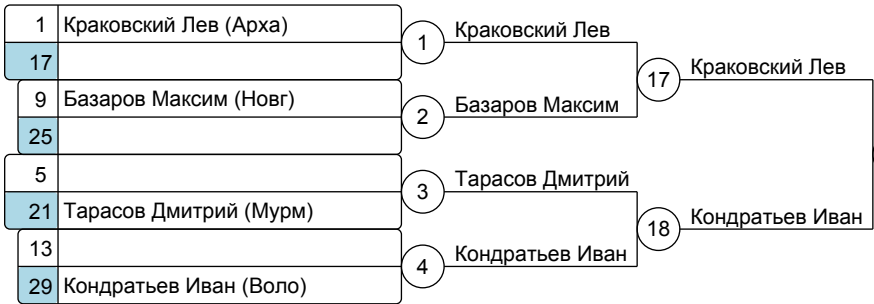 1 Краковский Лев (Арха)
17
9 Базаров Максим (Новг)
25
5
21 Тарасов Дмитрий (Мурм)
13
29 Кондратьев Иван (Воло)
1 Краковский Лев
2 Базаров Максим
3 Тарасов Дмитрий
4 Кондратьев Иван
17 Краковский Лев
18 Кондратьев Иван